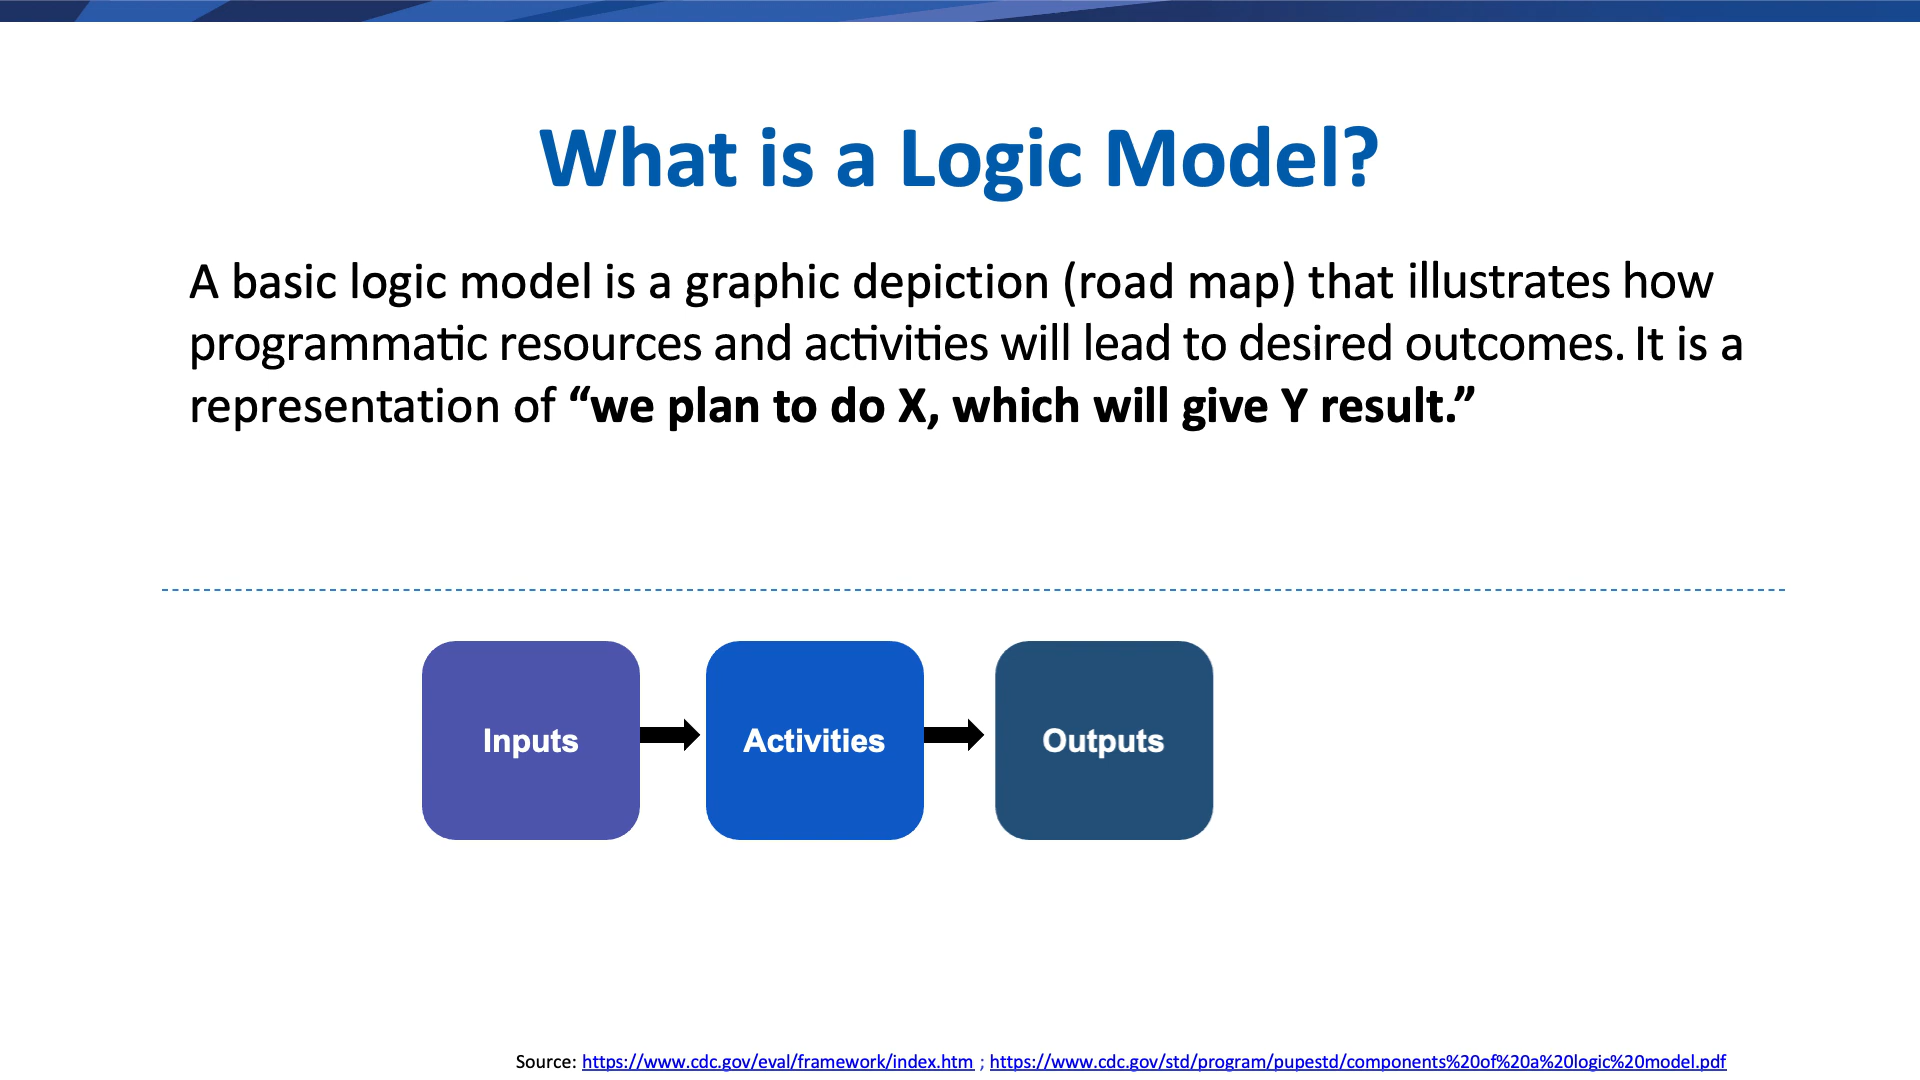 What is a Logic Model?
A basic logic model is a graphic depiction (road map) that illustrates how
programmatic resources and activities will lead to desired outcomes. It is a
representation of “we plan to do X, which will give Y result.”
Inputs
Activities
Outputs
Source: https://www.cdc.gov/eval/framework/index.htm ; https://www.cdc.gov/std/program/pupestd/components%20of%20a%20logic%20model.pdf